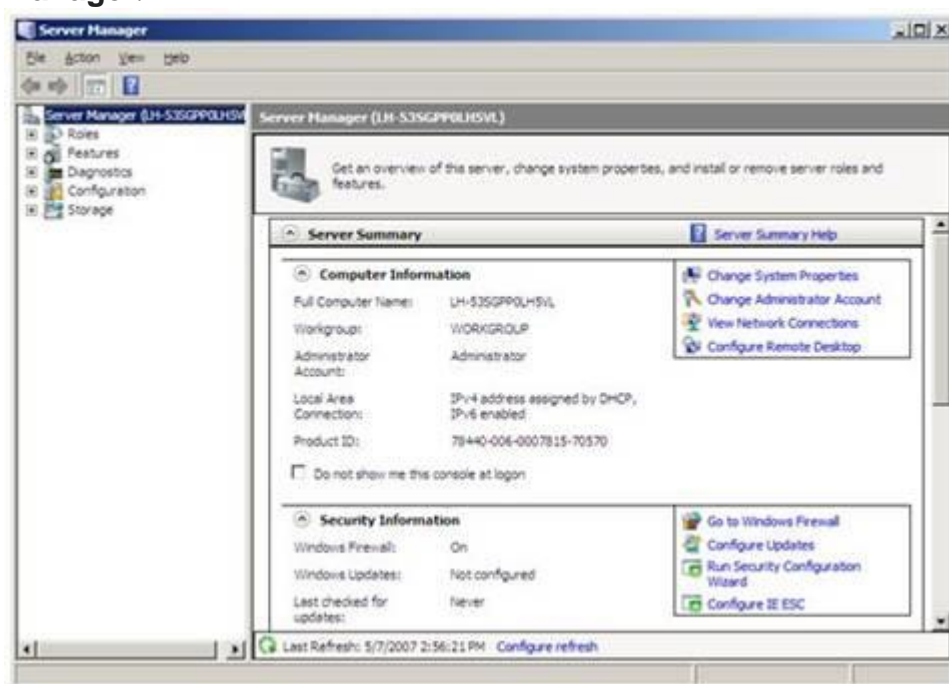 Server Manager
File Action View Help
Server Manager (LH-53SGPP0LH5V
Roles
Features
Diagnostics
Configuration
Storage
Server Manager (LH-53SGPP0LH5VL)
Get an overview of this server, change system properties, and install or remove server roles and
features.
Server Summary
Server Summary Help
Computer Information
Full Computer Name: LH-53SGPP0LH5VL
Workgroup: WORKGROUP
Administrator
Account: Administrator
Local Area
Connection: IPv4 address assigned by DHCP,
IPv6 enabled
Product ID: 78440-006-0007815-70570
Do not show me this console at logon
Change System Properties
Change Administrator Account
View Network Connections
Configure Remote Desktop
Security Information
Windows Firewall: On
Windows Updates: Not configured
Last checked for
updates: Never
Go to Windows Firewall
Configure Updates
Run Security Configuration
Wizard
Configure IE ESC
Last Refresh: 5/7/2007 2:56:21 PM Configure refresh